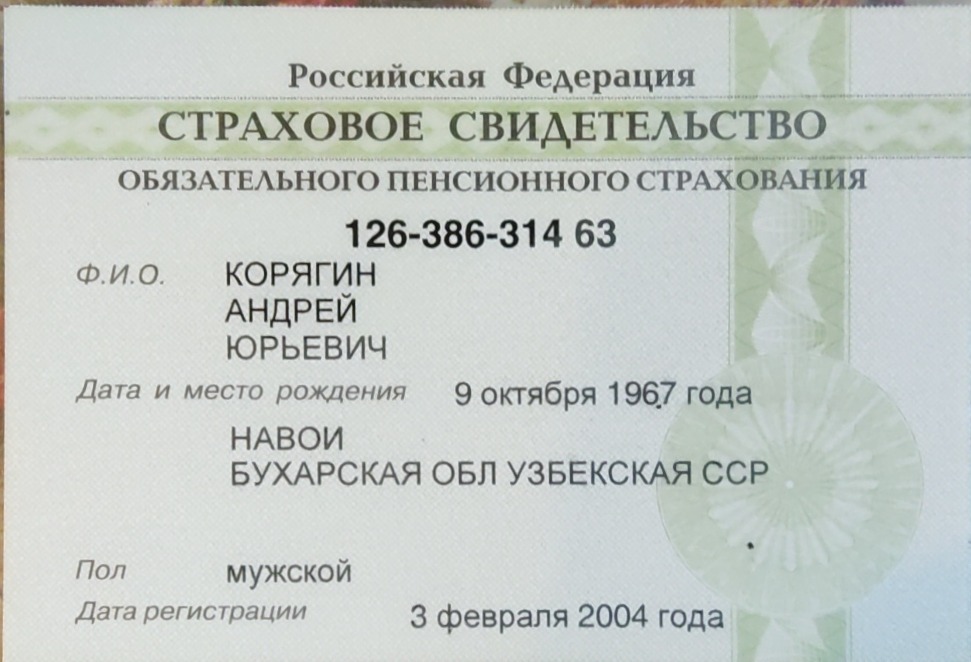 Российская Федерация
СТРАХОВОЕ СВИДЕТЕЛЬСТВО
ОБЯЗАТЕЛЬНОГО ПЕНСИОННОГО СТРАХОВАНИЯ
126-386-314 63
Ф.И.О. КОРЯГИН
АНДРЕЙ
ЮРЬЕВИЧ
Дата и место рождения 9 октября 1967 года
НАВОИ
БУХАРСКАЯ ОБЛ УЗБЕКСКАЯ ССР
Пол мужской
Дата регистрации 3 февраля 2004 года